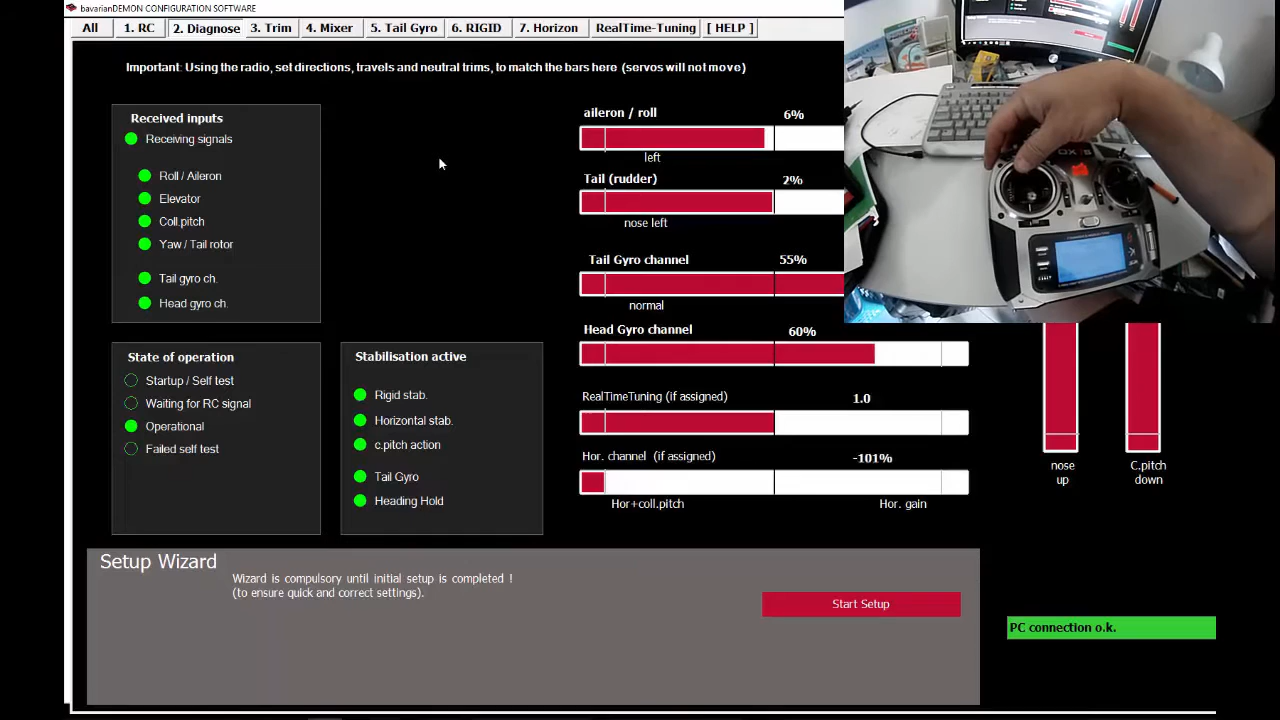 bavarianDEMON CONFIGURATION SOFTWARE
All 1. RC 2. Diagnose 3. Trim 4. Mixer 5. Tail Gyro 6. RIGID 7. Horizon RealTime-Tuning [ HELP ]
Important: Using the radio, set directions, travels and neutral trims, to match the bars here (servos will not move)
Received inputs
Receiving signals
Roll / Aileron
Elevator
Coll.pitch
Yaw / Tail rotor
Tail gyro ch.
Head gyro ch.
State of operation
Startup / Self test
Waiting for RC signal
Operational
Failed self test
Stabilisation active
Rigid stab.
Horizontal stab.
c.pitch action
Tail Gyro
Heading Hold
aileron / roll 6%
left
Tail (rudder) 2%
nose left
Tail Gyro channel 55%
normal
Head Gyro channel 60%
RealTimeTuning (if assigned) 1.0
Hor. channel (if assigned) -101%
Hor+coll.pitch Hor. gain
nose
up
C.pitch
down
Setup Wizard
Wizard is compulsory until initial setup is completed !
(to ensure quick and correct settings).
Start Setup
PC connection o.k.